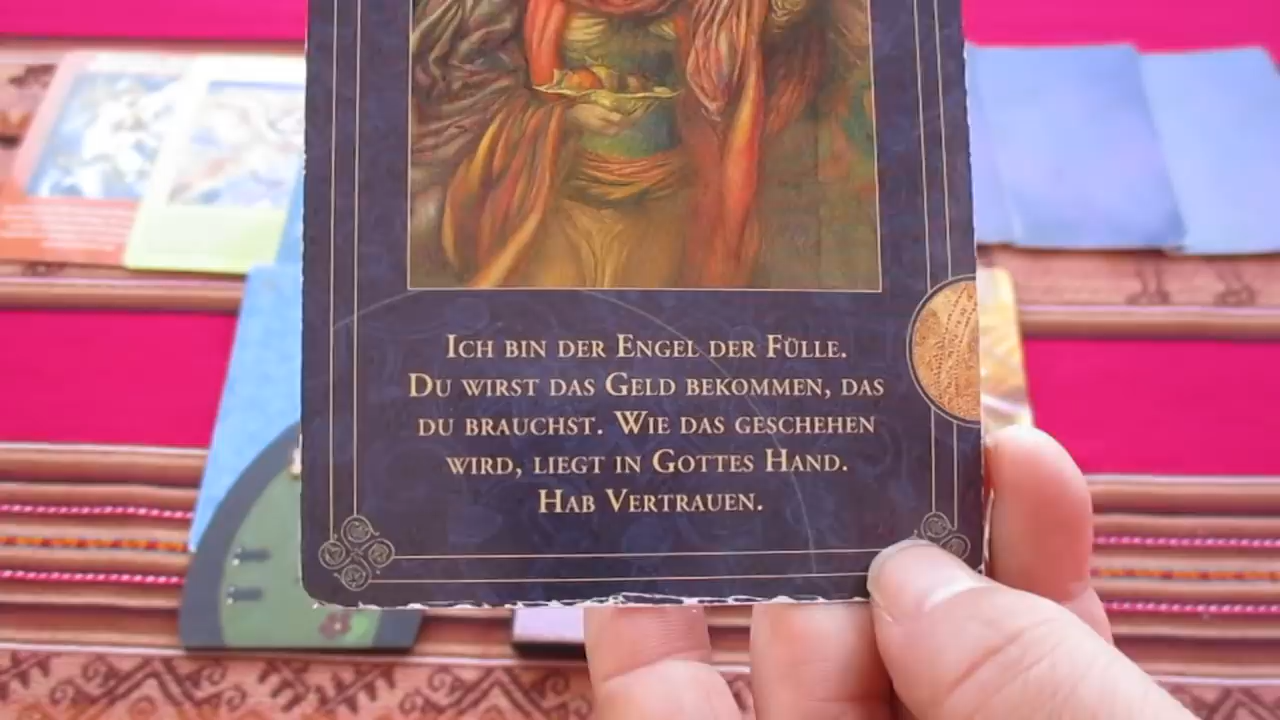 Ich bin der Engel der Fülle.
Du wirst das Geld bekommen, das
du brauchst. Wie das geschehen
wird, liegt in Gottes Hand.
Hab Vertrauen.